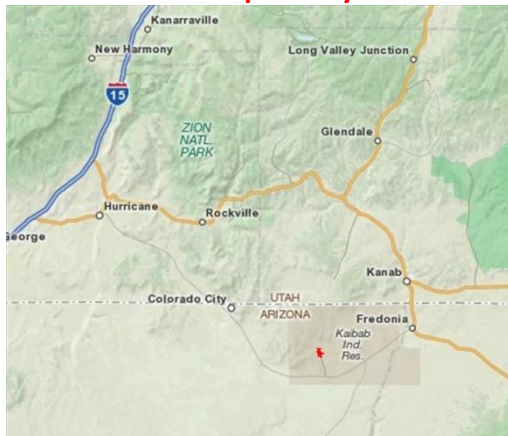 Kanarraville
New Harmony
Long Valley Junction
15
ZION
NATL.
PARK
Glendale
Hurricane
Rockville
George
Kanab
Colorado City
UTAH
ARIZONA
Fredonia
Kaibab
Ind.
Res.